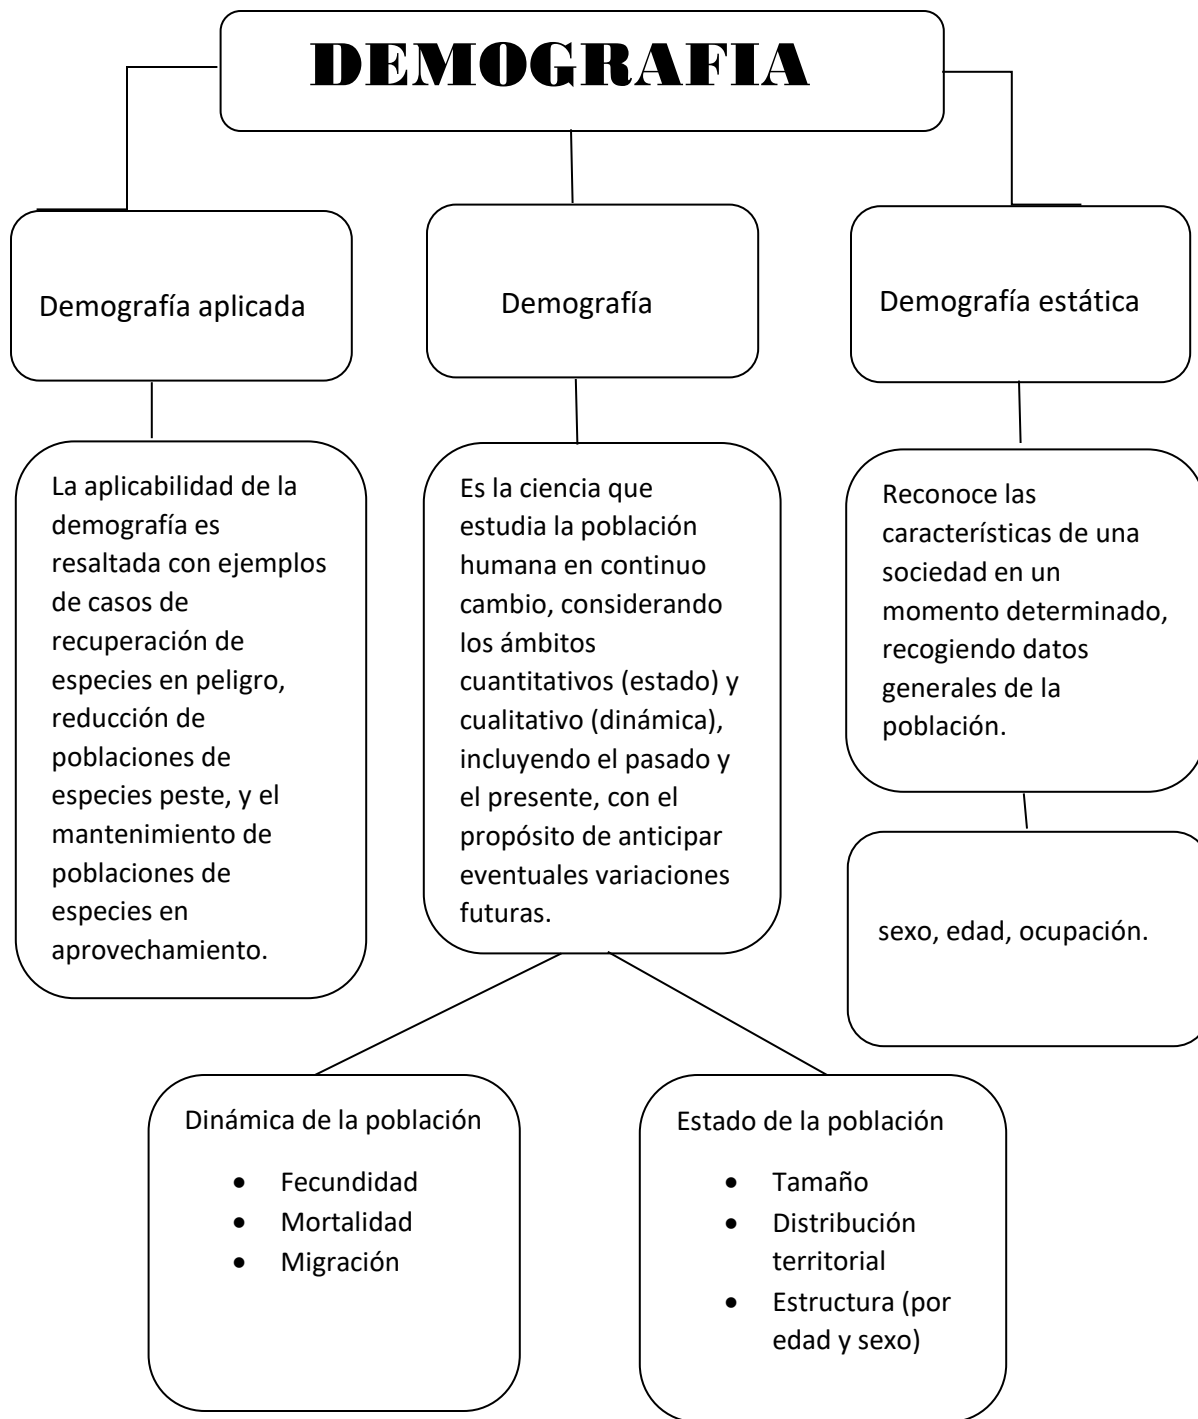 DEMOGRAFIA
Demografía aplicada
Demografía
Demografía estática
La aplicabilidad de la
demografía es
resaltada con ejemplos
de casos de
recuperación de
especies en peligro,
reducción de
poblaciones de
especies peste, y el
mantenimiento de
poblaciones de
especies en
aprovechamiento.
Es la ciencia que
estudia la población
humana en continuo
cambio, considerando
los ámbitos
cuantitativos (estado) y
cualitativo (dinámica),
incluyendo el pasado y
el presente, con el
propósito de anticipar
eventuales variaciones
futuras.
Reconoce las
características de una
sociedad en un
momento determinado,
recogiendo datos
generales de la
población.
sexo, edad, ocupación.
Dinámica de la población
• Fecundidad
• Mortalidad
• Migración
Estado de la población
• Tamaño
• Distribución
territorial
• Estructura (por
edad y sexo)